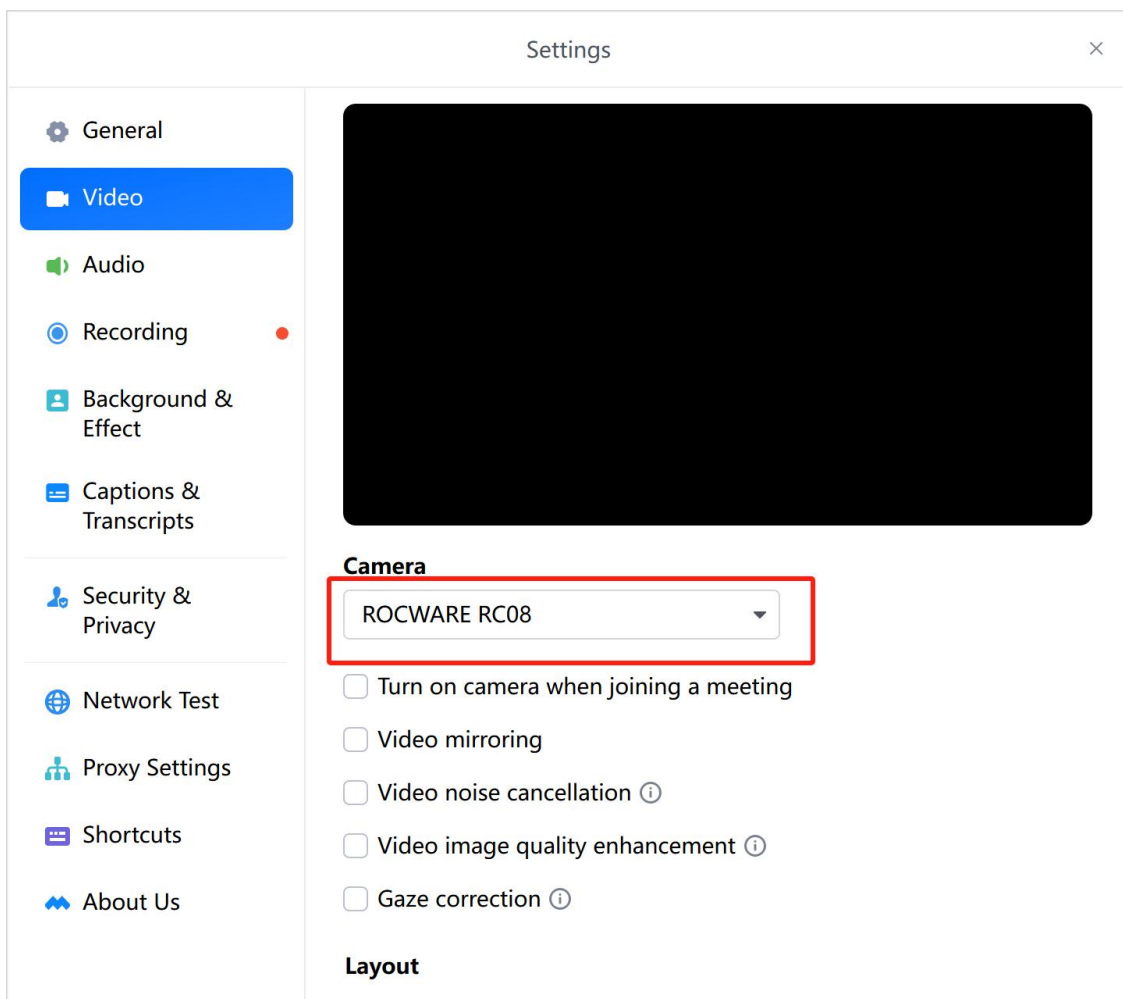 Settings
General
Video
Audio
Recording
Background &
Effect
Captions &
Transcripts
Security &
Privacy
Network Test
Proxy Settings
Shortcuts
About Us
Camera
ROCWARE RC08
Turn on camera when joining a meeting
Video mirroring
Video noise cancellation
Video image quality enhancement
Gaze correction
Layout